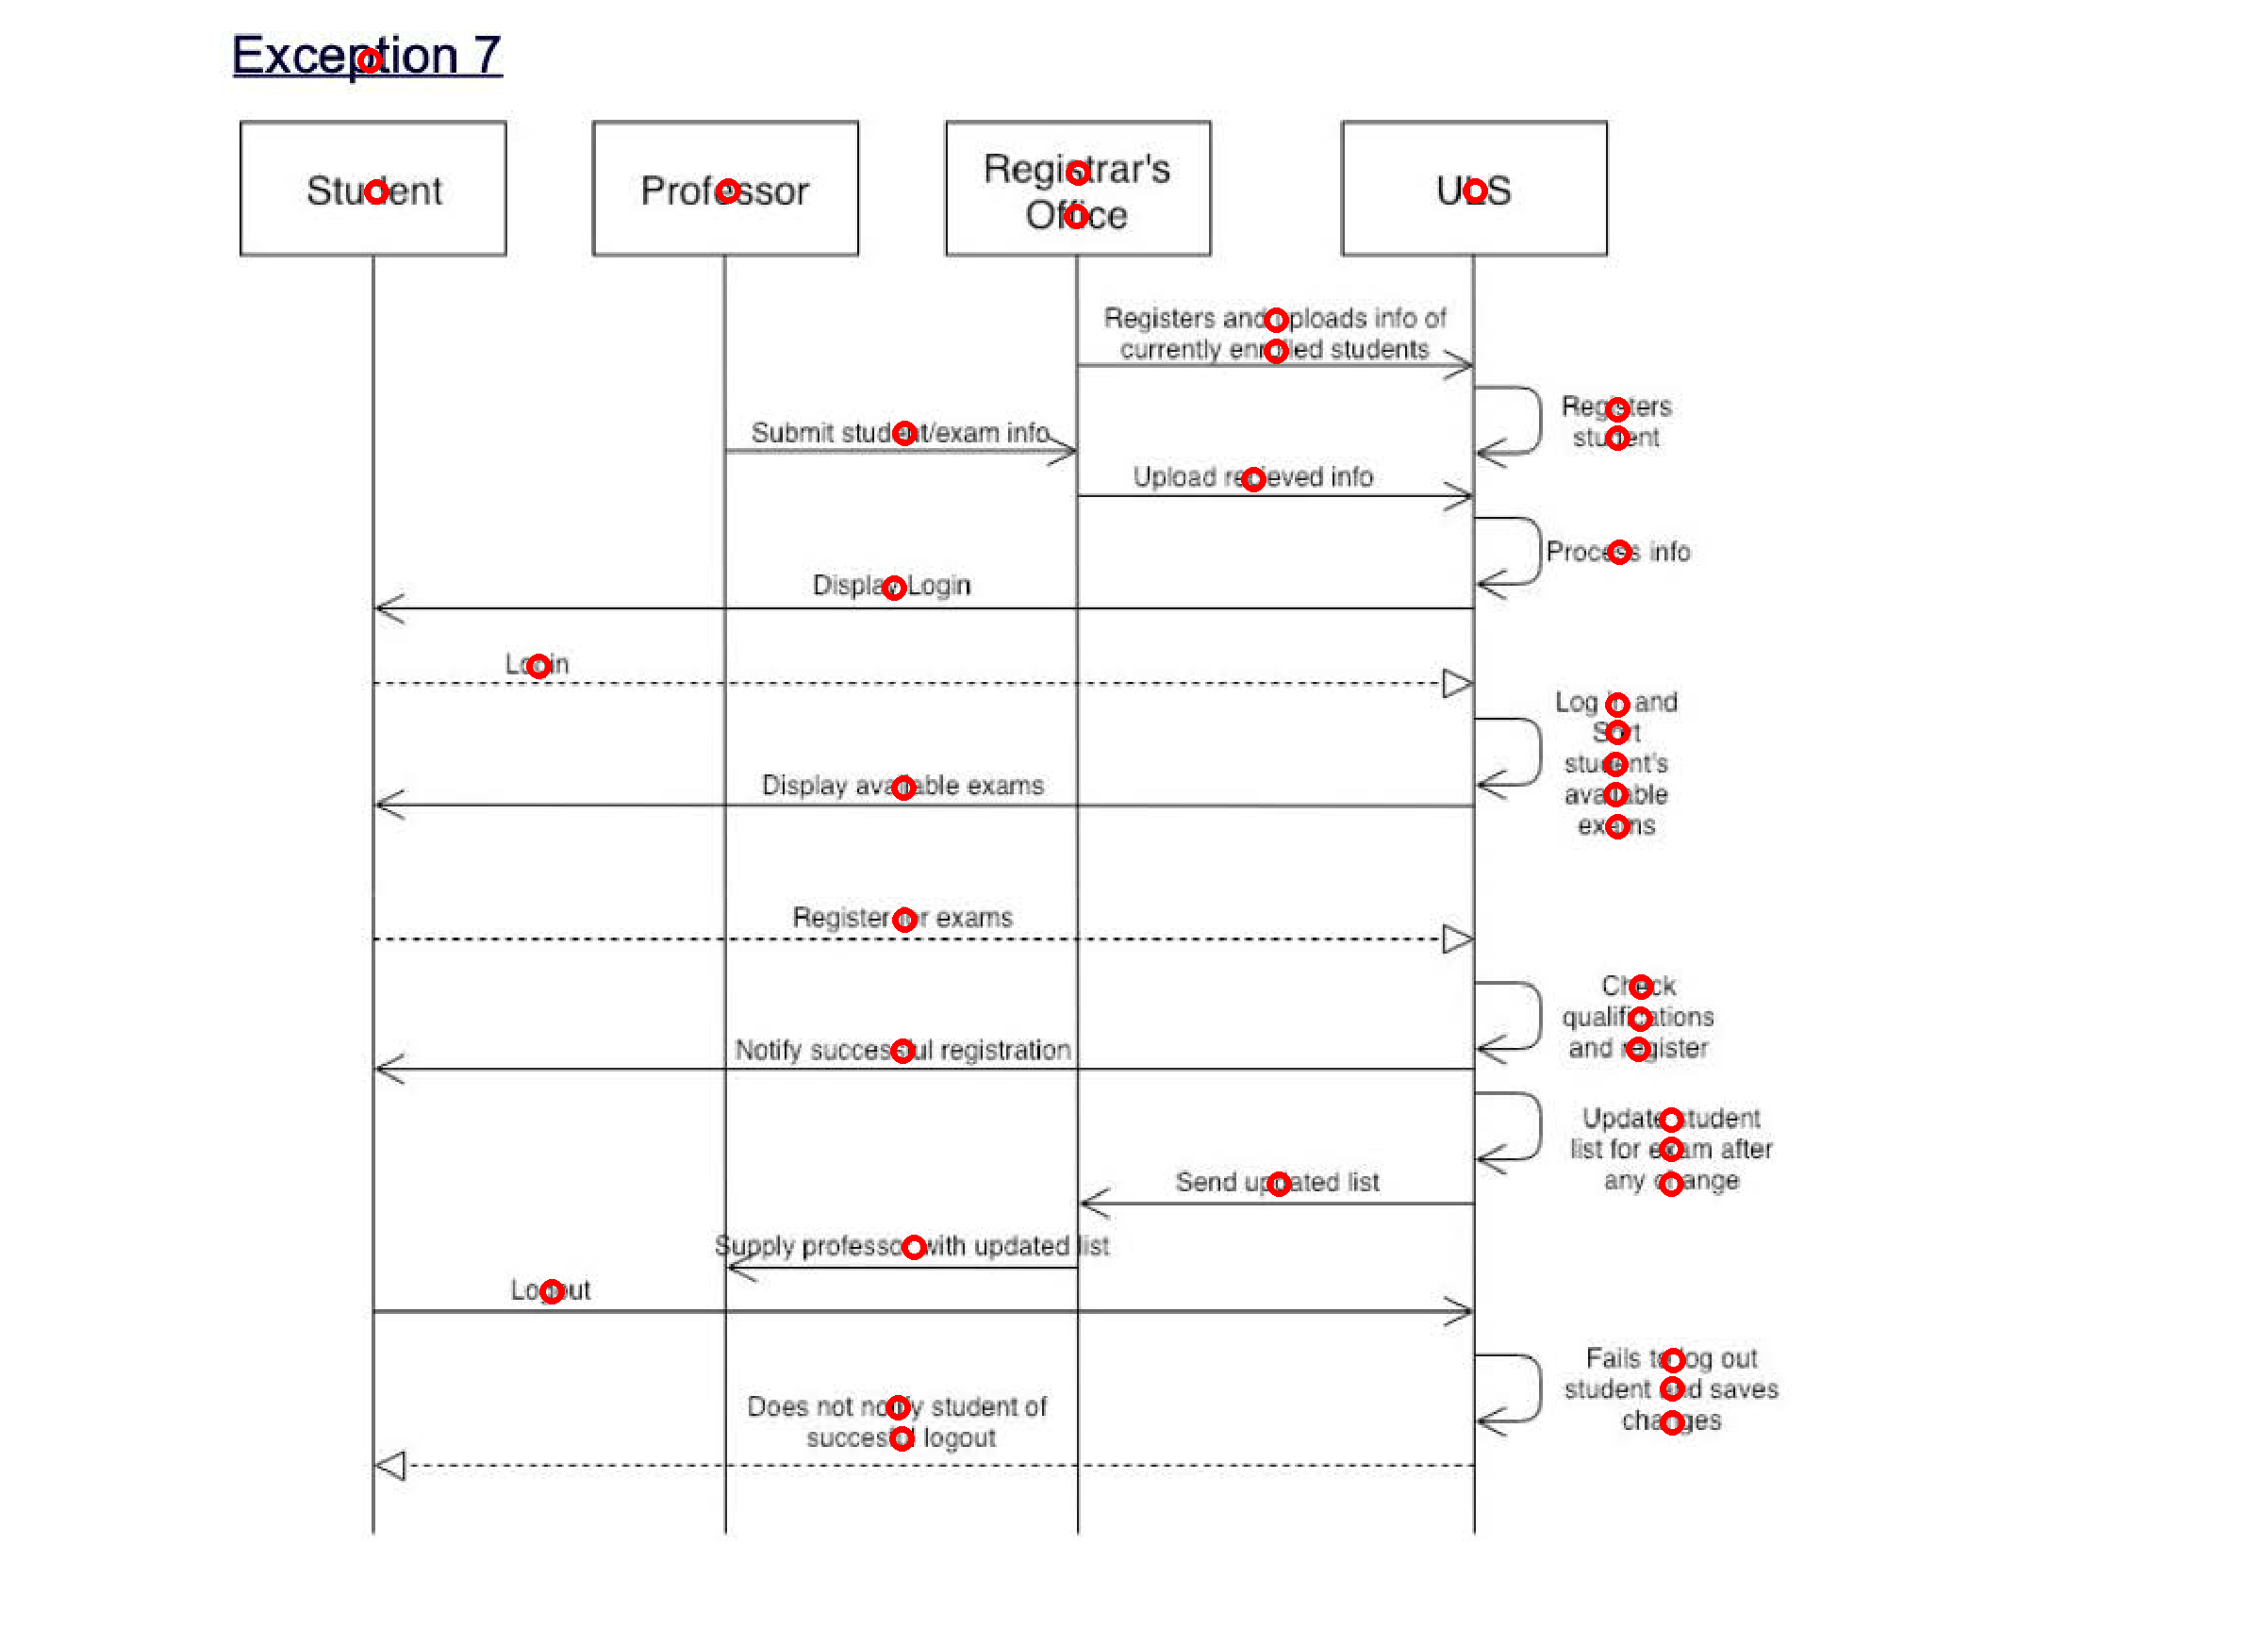 Exception 7
Student
Professor
Registrar's
Office
ULS
Registers and uploads info of
currently enrolled students
Registers
student
Submit student/exam info
Upload recieved info
Process info
Display Login
Login
Log in and
Sort
student's
available
exams
Display available exams
Register for exams
Check
qualifications
and register
Notify successful registration
Update student
list for exam after
any change
Send updated list
Supply professor with updated list
Logout
Fails to log out
student and saves
changes
Does not notify student of
succesful logout